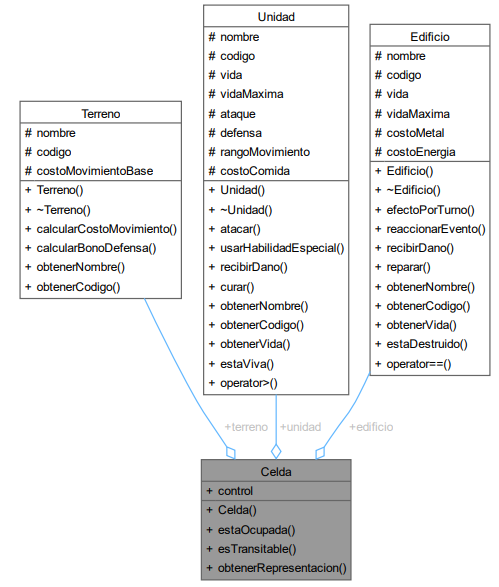 Unidad
# nombre
# codigo
# vida
# vidaMaxima
# ataque
# defensa
# rangoMovimiento
# costoComida
+ Unidad()
+ ~Unidad()
+ atacar()
+ usarHabilidadEspecial()
+ recibirDano()
+ curar()
+ obtenerNombre()
+ obtenerCodigo()
+ obtenerVida()
+ estaViva()
+ operator>()
Edificio
# nombre
# codigo
# vida
# vidaMaxima
# costoMetal
# costoEnergia
+ Edificio()
+ ~Edificio()
+ efectoPorTurno()
+ reaccionarEvento()
+ recibirDano()
+ reparar()
+ obtenerNombre()
+ obtenerCodigo()
+ obtenerVida()
+ estaDestruido()
+ operator==()
Terreno
# nombre
# codigo
# costoMovimientoBase
+ Terreno()
+ ~Terreno()
+ calcularCostoMovimiento()
+ calcularBonoDefensa()
+ obtenerNombre()
+ obtenerCodigo()
+terreno
+unidad
+edificio
Celda
+ control
+ Celda()
+ estaOcupada()
+ esTransitable()
+ obtenerRepresentacion()